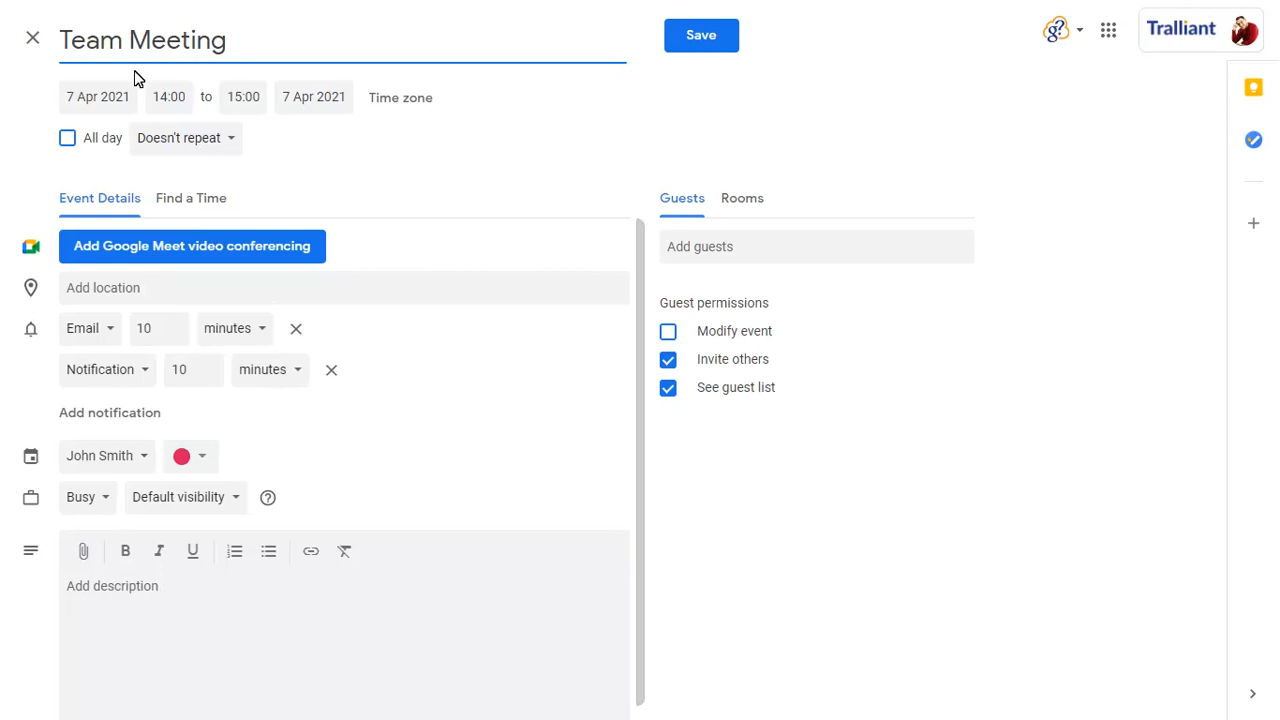 Team Meeting
Save
g?
Tralliant
7 Apr 2021 14:00 to 15:00 7 Apr 2021 Time zone
All day Doesn't repeat
Event Details Find a Time
Guests Rooms
Add Google Meet video conferencing
Add guests
Add location
Guest permissions
Email 10 minutes
Modify event
Invite others
Notification 10 minutes
See guest list
Add notification
John Smith
Busy Default visibility
B I U
Add description